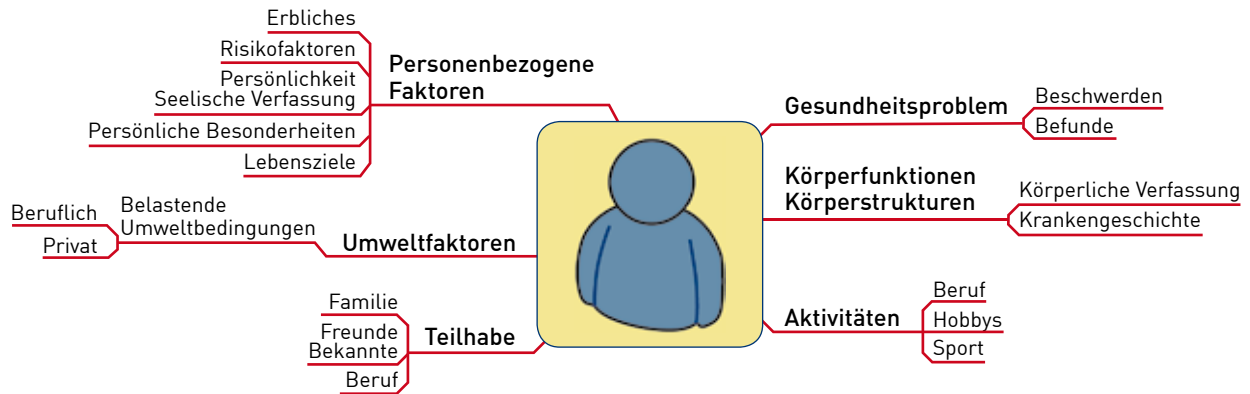 Erbliches
Risikofaktoren
Persönlichkeit
Seelische Verfassung
Persönliche Besonderheiten
Lebensziele
Personenbezogene
Faktoren
Beruflich
Privat
Belastende
Umweltbedingungen
Umweltfaktoren
Familie
Freunde
Bekannte
Beruf
Teilhabe
Gesundheitsproblem
Beschwerden
Befunde
Körperfunktionen
Körperstrukturen
Körperliche Verfassung
Krankengeschichte
Aktivitäten
Beruf
Hobbys
Sport